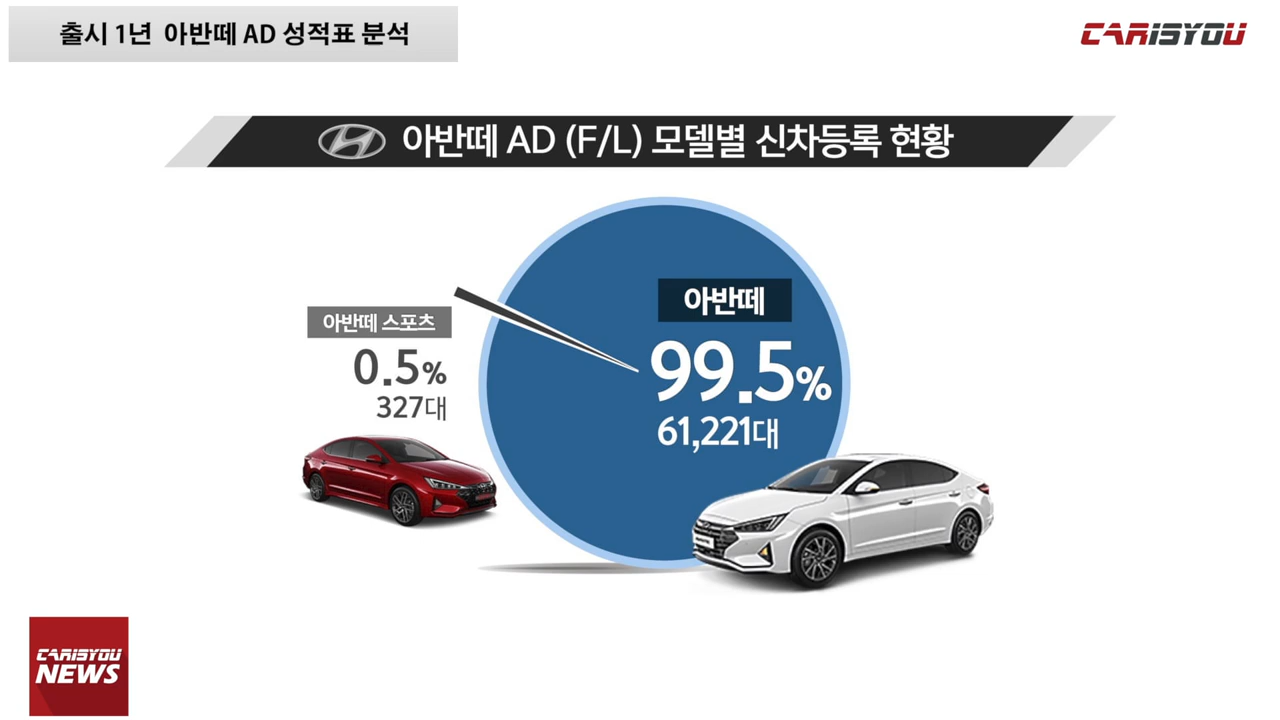 출시 1년 아반떼 AD 성적표 분석
CARISYOU
아반떼 AD (F/L) 모델별 신차등록 현황
아반떼 스포츠
0.5%
327대
아반떼
99.5%
61,221대
CARISYOU
NEWS